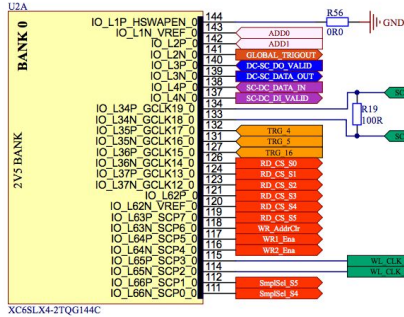 U2A
BANK 0
2V5 BANK
IO_L1P_HSWAPEN_0 144 R56 0R0 GND
IO_L1N_VREF_0 143 ADD0
IO_L2P_0 142 ADD1
IO_L2N_0 141 GLOBAL_TRIGOUT
IO_L3P_0 140 DC-SC_DO_VALID
IO_L3N_0 139 DC-SC_DATA_OUT
IO_L4P_0 138 SC-DC_DATA_IN
IO_L4N_0 137 SC-DC_DI_VALID
IO_L34P_GCLK19_0 134 SC
IO_L34N_GCLK18_0 133 R19 100R SC
IO_L35P_GCLK17_0 132 TRG_4
IO_L35N_GCLK16_0 131 TRG_5
IO_L36P_GCLK15_0 127 TRG_16
IO_L36N_GCLK14_0 126 RD_CS_S0
IO_L37P_GCLK13_0 124 RD_CS_S1
IO_L37N_GCLK12_0 123 RD_CS_S2
IO_L62P_0 121 RD_CS_S3
IO_L62N_VREF_0 120 RD_CS_S4
IO_L63P_SCP7_0 119 RD_CS_S5
IO_L63N_SCP6_0 118 WR_AddrClr
IO_L64P_SCP5_0 117 WR1_Ena
IO_L64N_SCP4_0 116 WR2_Ena
IO_L65P_SCP3_0 115 WL_CLK
IO_L65N_SCP2_0 114 WL_CLK
IO_L66P_SCP1_0 112 SmplSel_S5
IO_L66N_SCP0_0 111 SmplSel_S4
XC6SLX4-2TQG144C